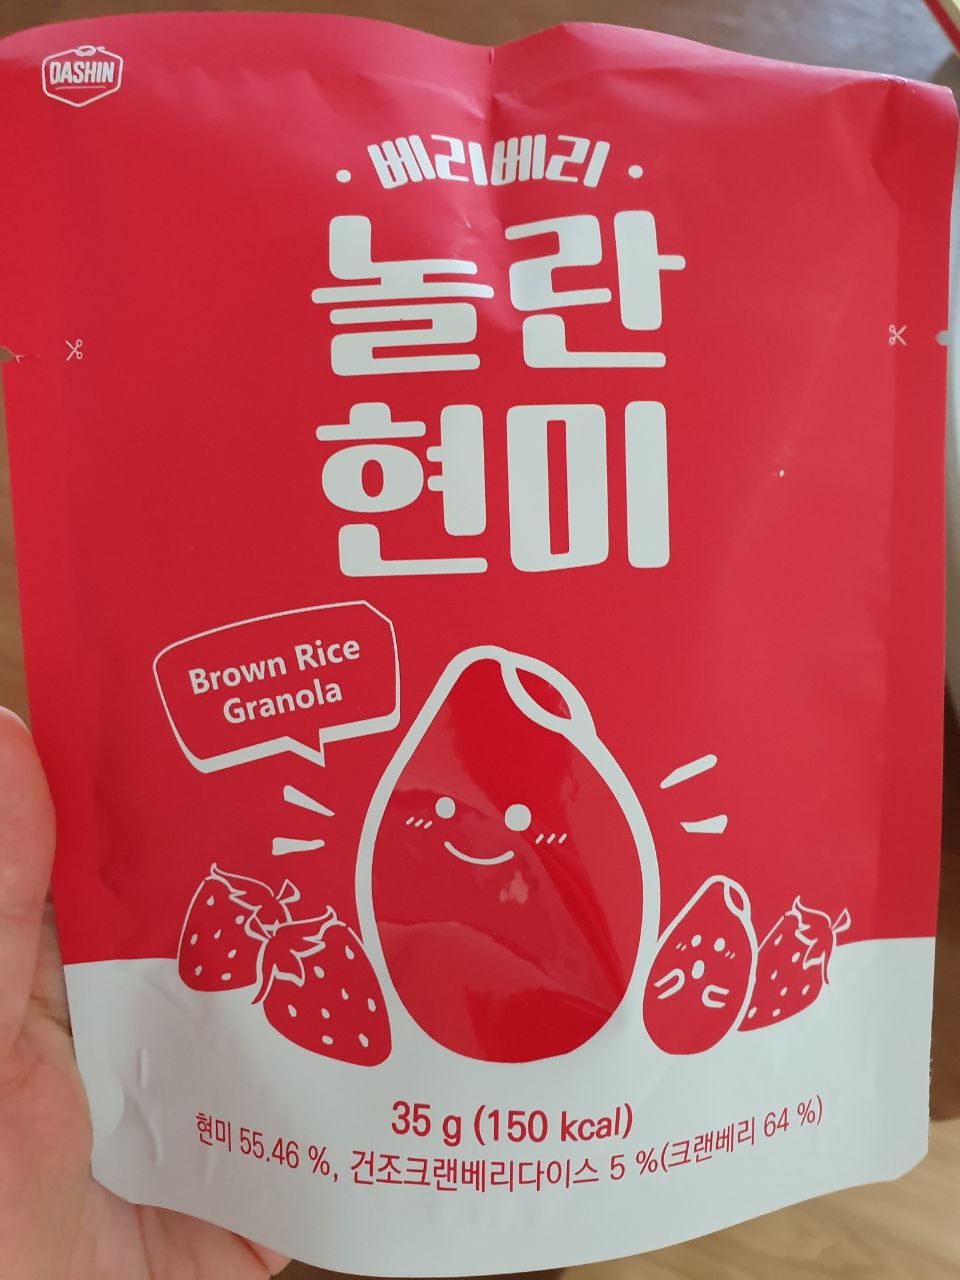 DASHIN
· 베리베리 ·
놀란
현미
Brown Rice
Granola
35 g (150 kcal)
현미 55.46 %, 건조크랜베리다이스 5 %(크랜베리 64 %)